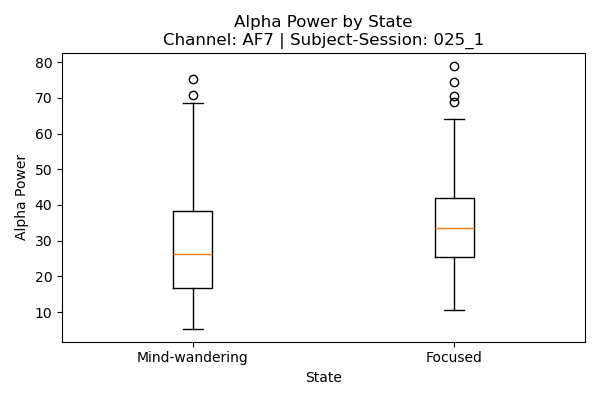 Alpha Power by State
Channel: AF7 | Subject-Session: 025_1
Alpha Power
80
70
60
50
40
30
20
10
Mind-wandering
Focused
State